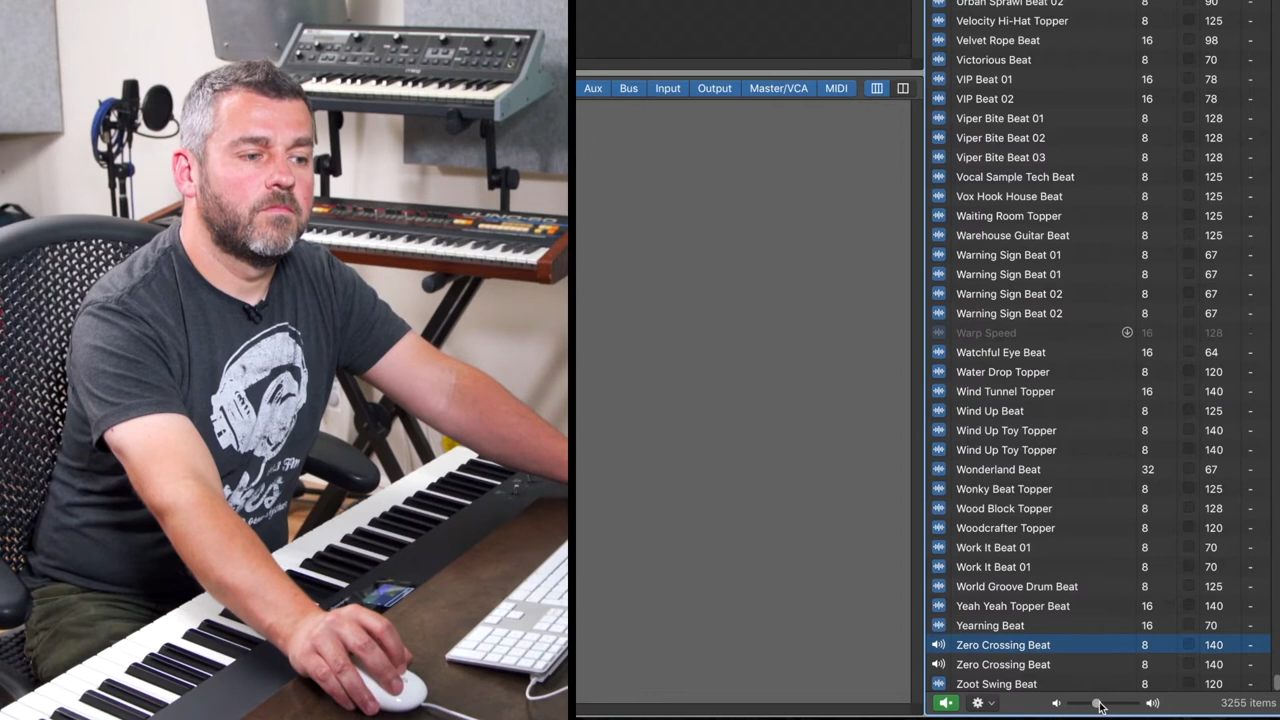 JUNO-60
Aux Bus Input Output Master/VCA MIDI
Urban Sprawl Beat 02 8 90 -
Velocity Hi-Hat Topper 8 125 -
Velvet Rope Beat 16 98 -
Victorious Beat 8 70 -
VIP Beat 01 16 78 -
VIP Beat 02 16 78 -
Viper Bite Beat 01 8 128 -
Viper Bite Beat 02 8 128 -
Viper Bite Beat 03 8 128 -
Vocal Sample Tech Beat 8 125 -
Vox Hook House Beat 8 125 -
Waiting Room Topper 8 125 -
Warehouse Guitar Beat 8 125 -
Warning Sign Beat 01 8 67 -
Warning Sign Beat 01 8 67 -
Warning Sign Beat 02 8 67 -
Warning Sign Beat 02 8 67 -
Warp Speed 16 128 -
Watchful Eye Beat 16 64 -
Water Drop Topper 8 120 -
Wind Tunnel Topper 16 140 -
Wind Up Beat 8 125 -
Wind Up Toy Topper 8 140 -
Wind Up Toy Topper 8 140 -
Wonderland Beat 32 67 -
Wonky Beat Topper 8 125 -
Wood Block Topper 8 128 -
Woodcrafter Topper 8 120 -
Work It Beat 01 8 70 -
Work It Beat 01 8 70 -
World Groove Drum Beat 8 125 -
Yeah Yeah Topper Beat 16 140 -
Yearning Beat 16 70 -
Zero Crossing Beat 8 140 -
Zero Crossing Beat 8 140 -
Zoot Swing Beat 8 120 -
3255 items